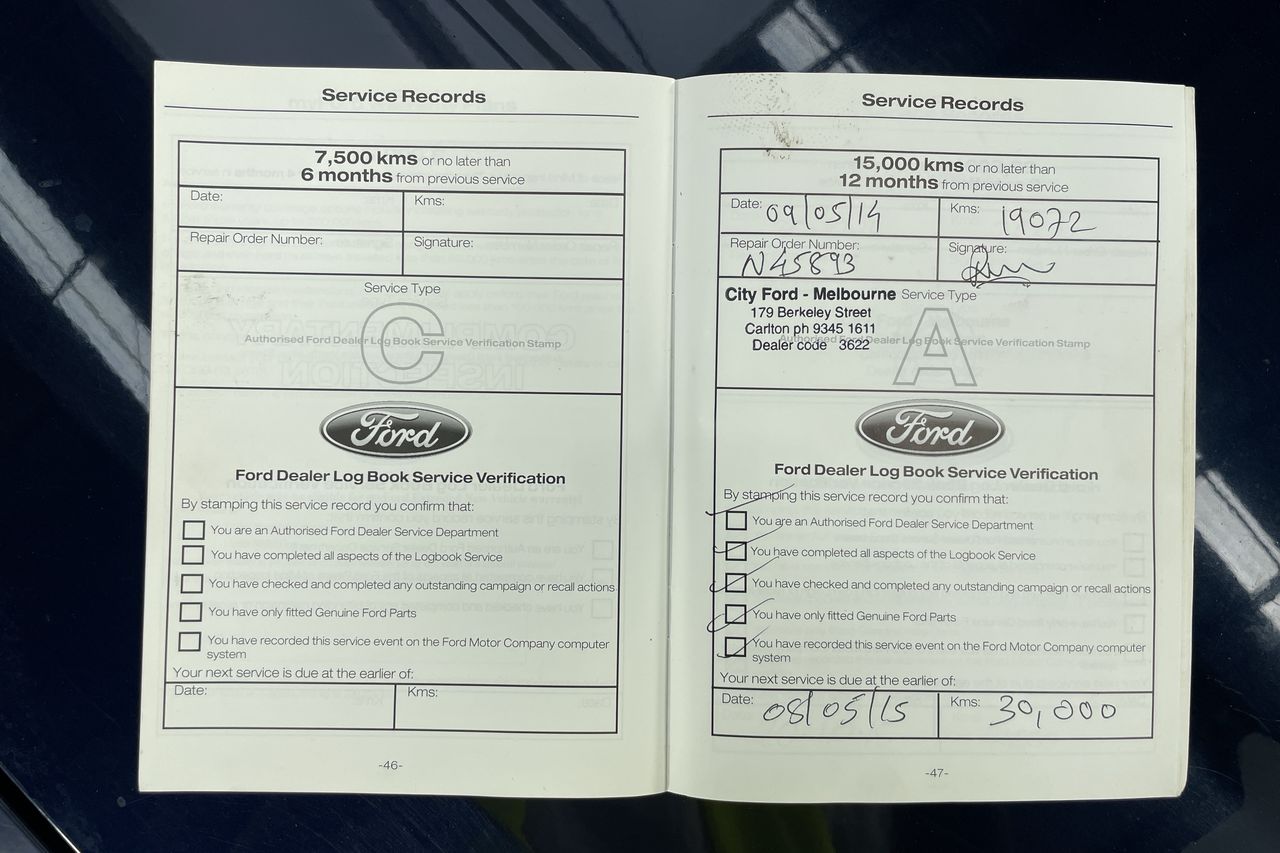 Service Records
7,500 kms or no later than
6 months from previous service
Date:
Kms:
Repair Order Number:
Signature:
Service Type
C
Authorised Ford Dealer Log Book Service Verification Stamp
Ford
Ford Dealer Log Book Service Verification
By stamping this service record you confirm that:
You are an Authorised Ford Dealer Service Department
You have completed all aspects of the Logbook Service
You have checked and completed any outstanding campaign or recall actions
You have only fitted Genuine Ford Parts
You have recorded this service event on the Ford Motor Company computer
system
Your next service is due at the earlier of:
Date:
Kms:
-46-
Service Records
15,000 kms or no later than
12 months from previous service
Date: 09/05/14
Kms: 19072
Repair Order Number:
N45893
Signature:
City Ford - Melbourne Service Type
179 Berkeley Street
Carlton ph 9345 1611
A
Authorised Ford Dealer Log Book Service Verification Stamp
Dealer code 3622
Ford
Ford Dealer Log Book Service Verification
By stamping this service record you confirm that:
You are an Authorised Ford Dealer Service Department
You have completed all aspects of the Logbook Service
You have checked and completed any outstanding campaign or recall actions
You have only fitted Genuine Ford Parts
You have recorded this service event on the Ford Motor Company computer
system
Your next service is due at the earlier of:
Date: 08/05/15
Kms: 30,000
-47-